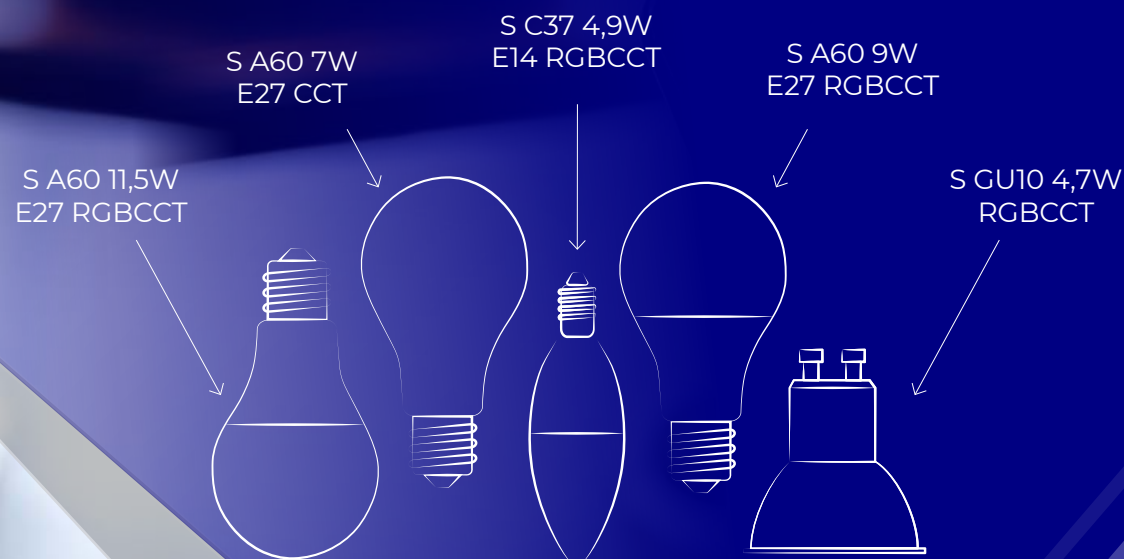 S C37 4,9W
E14 RGBCCT
S A60 7W
E27 CCT
S A60 9W
E27 RGBCCT
S A60 11,5W
E27 RGBCCT
S GU10 4,7W
RGBCCT